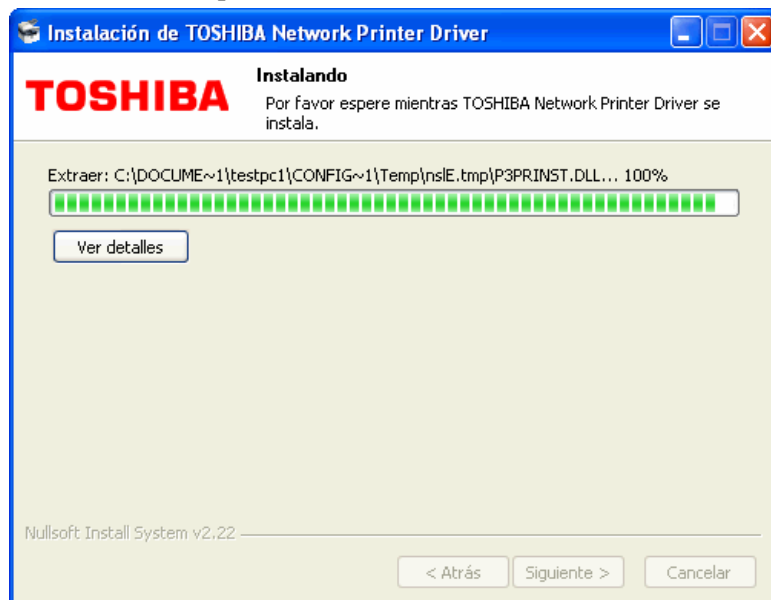 Instalación de TOSHIBA Network Printer Driver
TOSHIBA
Instalando
Por favor espere mientras TOSHIBA Network Printer Driver se
instala.
Extraer: C:\DOCUME~1\testpc1\CONFIG~1\Temp\nslE.tmp\P3PRINST.DLL... 100%
Ver detalles
Nullsoft Install System v2.22
< Atrás Siguiente > Cancelar